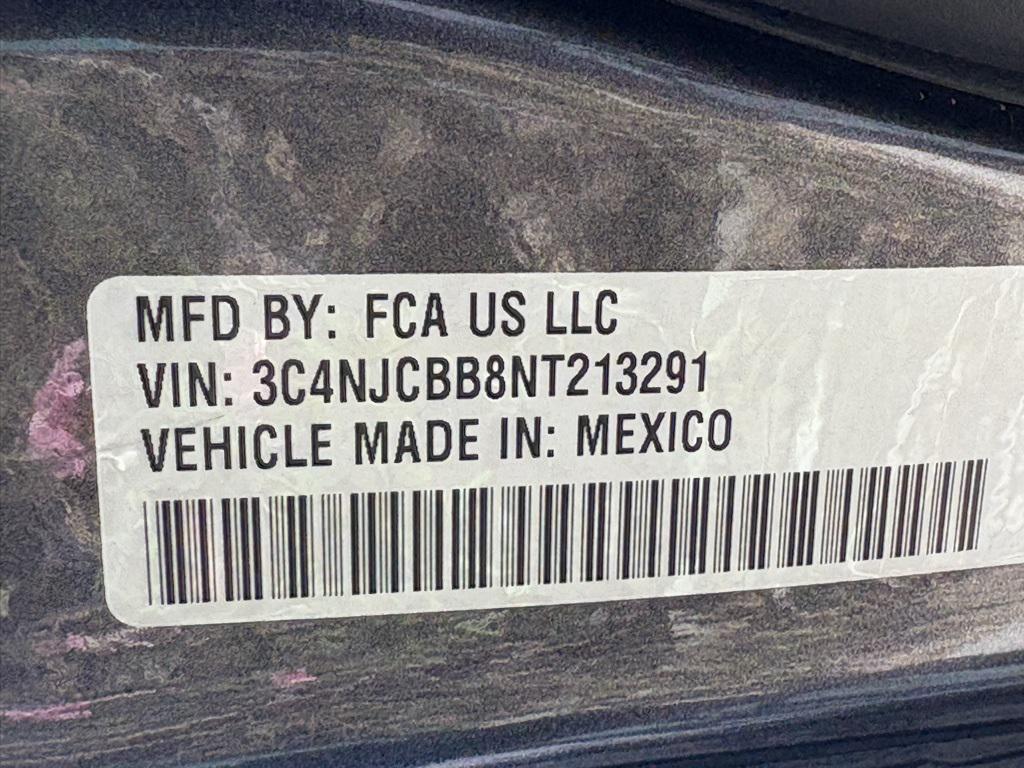 MFD BY: FCA US LLC
VIN: 3C4NJCBB8NT213291
VEHICLE MADE IN: MEXICO